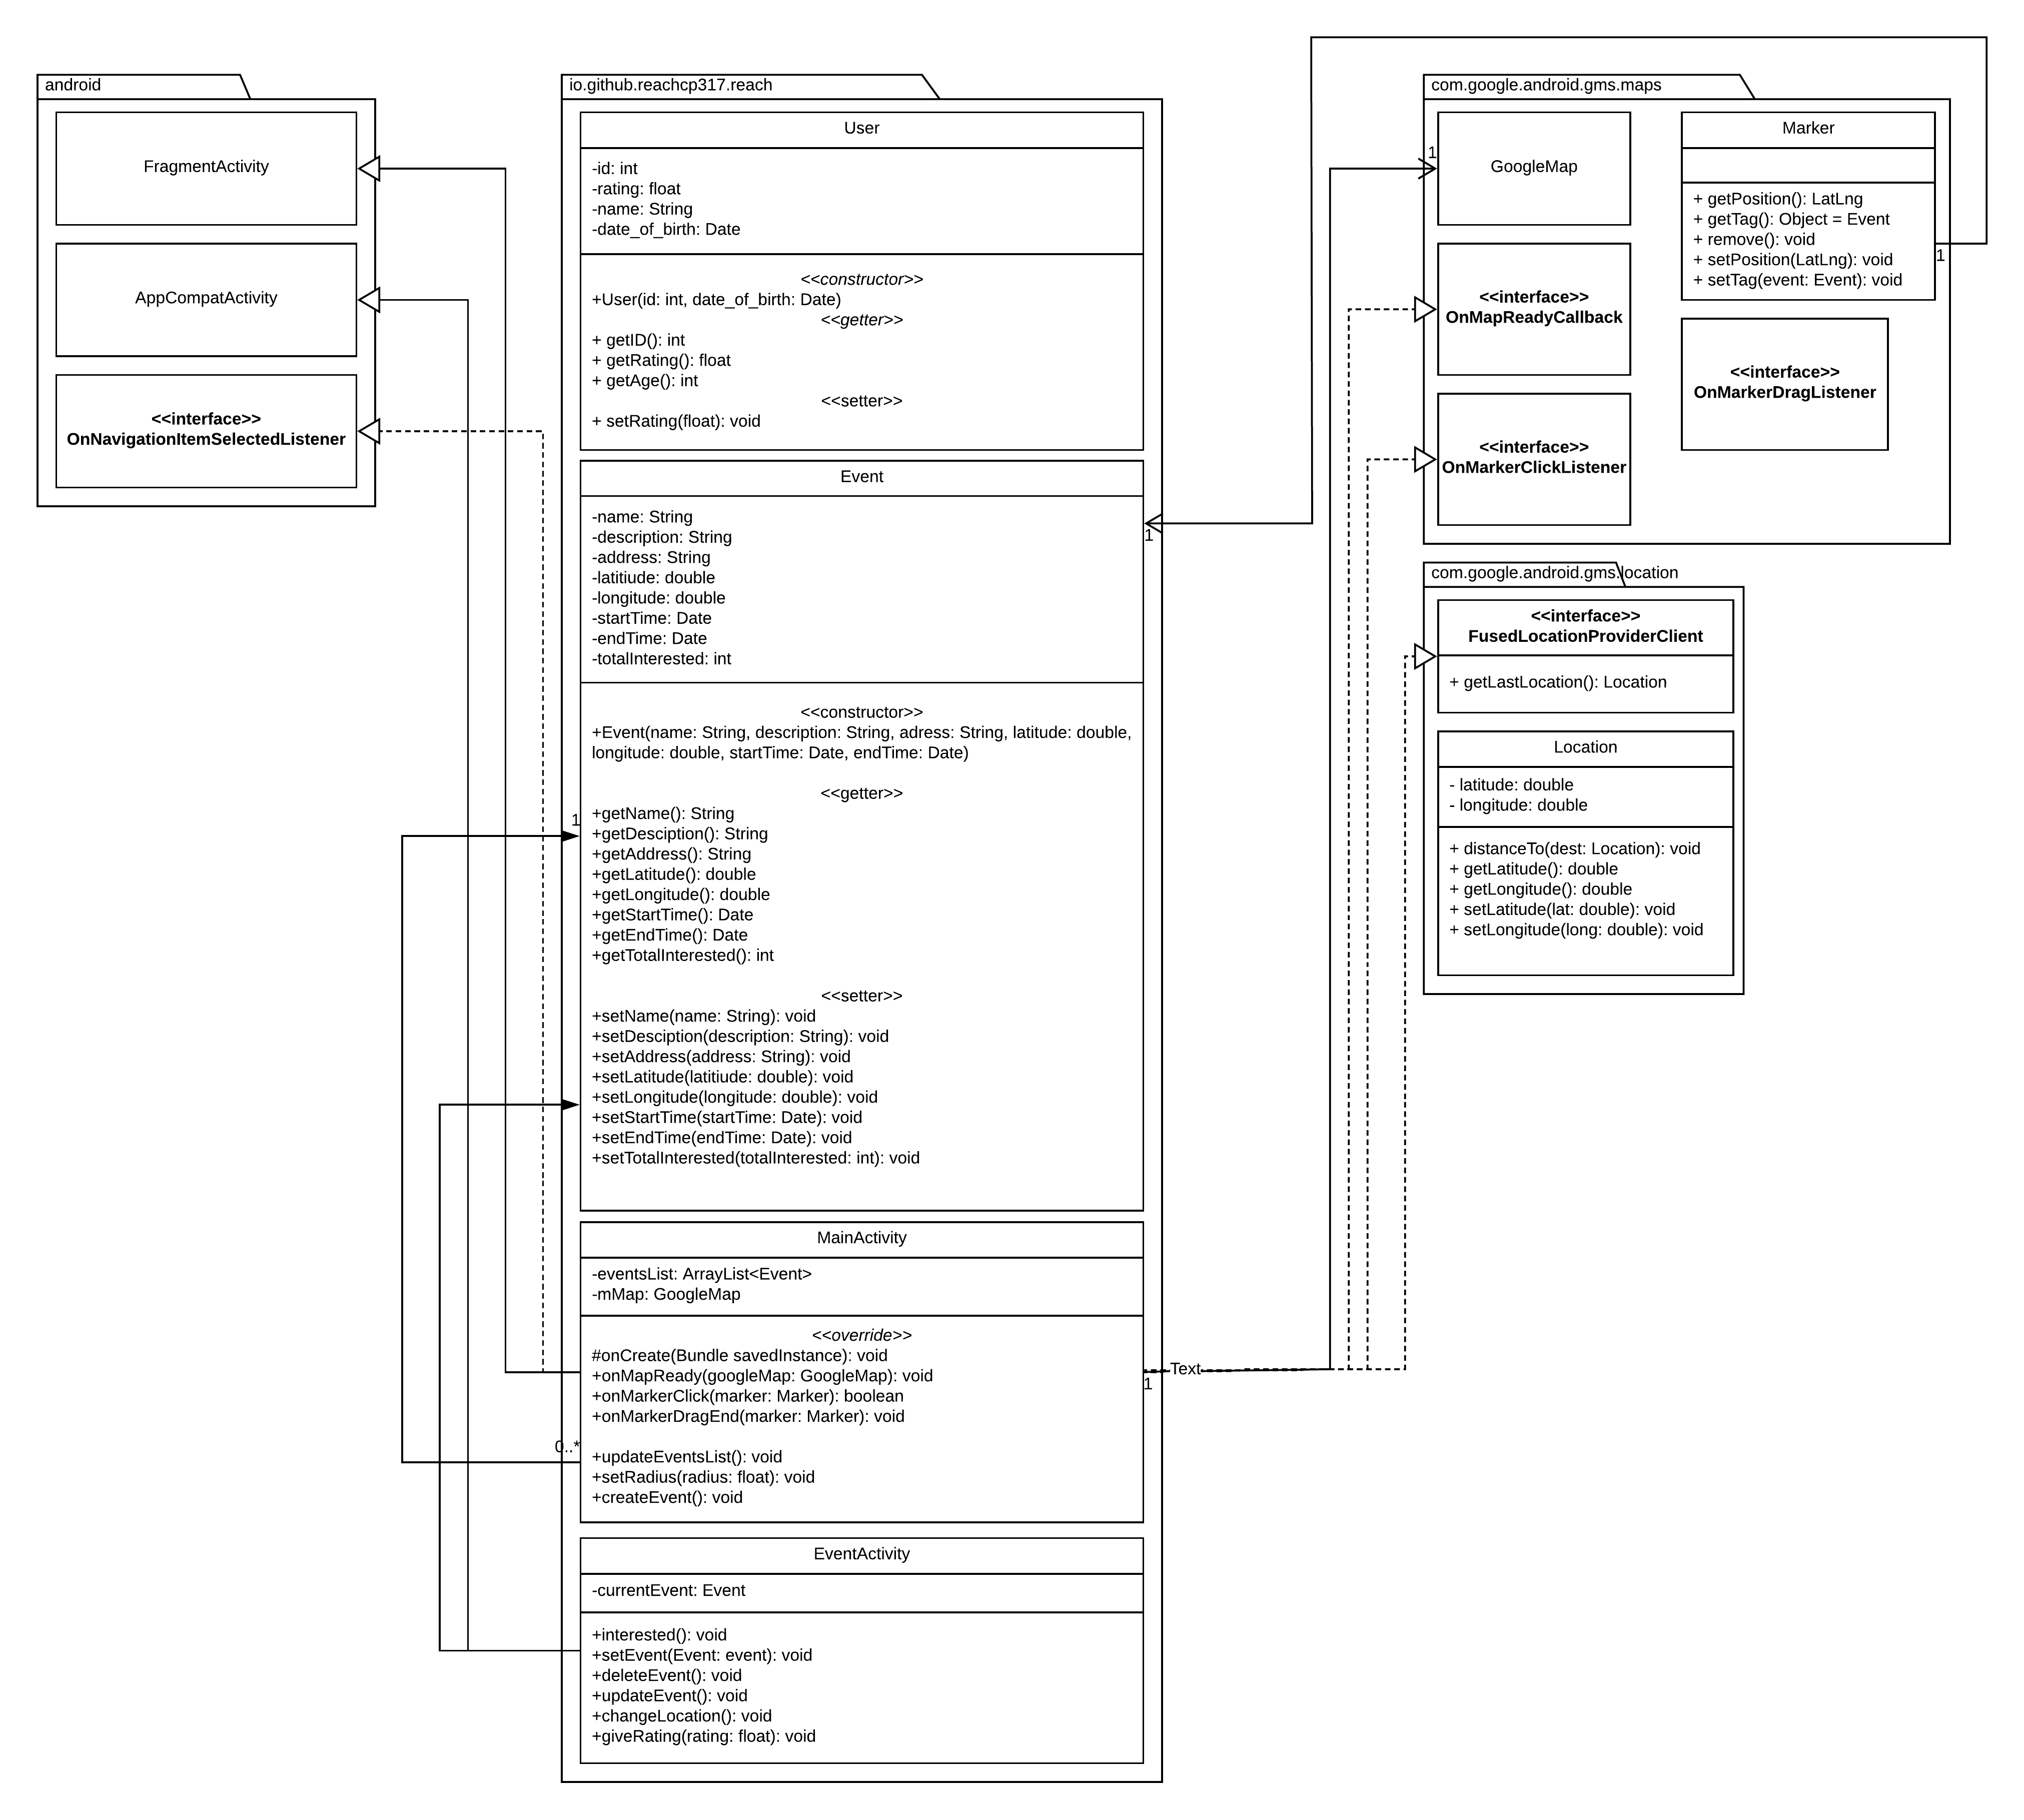 android
FragmentActivity
AppCompatActivity
<<interface>>
OnNavigationItemSelectedListener
io.github.reachcp317.reach
User
-id: int
-rating: float
-name: String
-date_of_birth: Date
<<constructor>>
+User(id: int, date_of_birth: Date)
<<getter>>
+ getID(): int
+ getRating(): float
+ getAge(): int
<<setter>>
+ setRating(float): void
Event
-name: String
-description: String
-address: String
-latitiude: double
-longitude: double
-startTime: Date
-endTime: Date
-totalInterested: int
<<constructor>>
+Event(name: String, description: String, adress: String, latitude: double,
longitude: double, startTime: Date, endTime: Date)
<<getter>>
+getName(): String
+getDesciption(): String
+getAddress(): String
+getLatitude(): double
+getLongitude(): double
+getStartTime(): Date
+getEndTime(): Date
+getTotalInterested(): int
<<setter>>
+setName(name: String): void
+setDesciption(description: String): void
+setAddress(address: String): void
+setLatitude(latitiude: double): void
+setLongitude(longitude: double): void
+setStartTime(startTime: Date): void
+setEndTime(endTime: Date): void
+setTotalInterested(totalInterested: int): void
1
1
MainActivity
-eventsList: ArrayList<Event>
-mMap: GoogleMap
<<override>>
#onCreate(Bundle savedInstance): void
+onMapReady(googleMap: GoogleMap): void
+onMarkerClick(marker: Marker): boolean
+onMarkerDragEnd(marker: Marker): void
+updateEventsList(): void
+setRadius(radius: float): void
+createEvent(): void
0..*
Text
1
EventActivity
-currentEvent: Event
+interested(): void
+setEvent(Event: event): void
+deleteEvent(): void
+updateEvent(): void
+changeLocation(): void
+giveRating(rating: float): void
com.google.android.gms.maps
1
GoogleMap
<<interface>>
OnMapReadyCallback
<<interface>>
OnMarkerClickListener
Marker
+ getPosition(): LatLng
+ getTag(): Object = Event
+ remove(): void
+ setPosition(LatLng): void
+ setTag(event: Event): void
1
<<interface>>
OnMarkerDragListener
com.google.android.gms.location
<<interface>>
FusedLocationProviderClient
+ getLastLocation(): Location
Location
- latitude: double
- longitude: double
+ distanceTo(dest: Location): void
+ getLatitude(): double
+ getLongitude(): double
+ setLatitude(lat: double): void
+ setLongitude(long: double): void